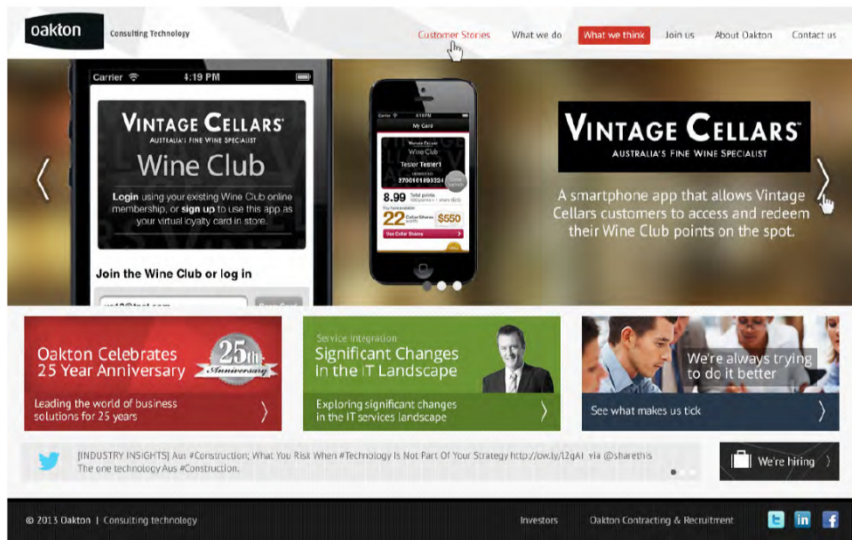 oakton
Consulting Technology
Customer Stories
What we do
What we think
Join us
About Oakton
Contact us
Carrier
4:19 PM
VINTAGE CELLARS
AUSTRALIA'S FINE WINE SPECIALIST
Wine Club
Login using your existing Wine Club online
membership, or sign up to use this app as
your virtual loyalty card in store.
Join the Wine Club or log in
My Card
Wine Club
Tester Tester1
8.99
Total points
22
Cellar Shares
$550
VINTAGE CELLARS
AUSTRALIA'S FINE WINE SPECIALIST
A smartphone app that allows Vintage
Cellars customers to access and redeem
their Wine Club points on the spot.
Oakton Celebrates
25 Year Anniversary
25th
Anniversary
Leading the world of business
solutions for 25 years
Service Integration
Significant Changes
in the IT Landscape
Exploring significant changes
in the IT services landscape
We're always trying
to do it better
See what makes us tick
[INDUSTRY INSIGHTS] Aus #Construction; What You Risk When #Technology Is Not Part Of Your Strategy http://ow.ly/l2gAI via @sharethis
The one technology Aus #Construction.
We're hiring
© 2013 Oakton | Consulting technology
Investors
Oakton Contracting & Recruitment